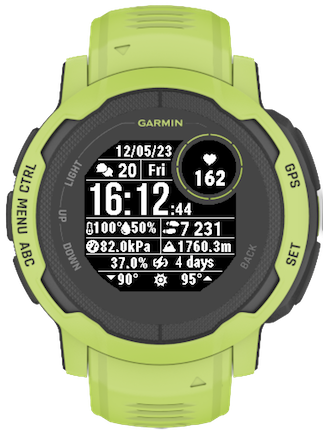 GARMIN
12/05/23
20 Fri
162
16:12:44
100° 50% 7 231
82.0kPa 1760.3m
37.0% 4 days
90° 95°
CTRL
MENU
ABC
LIGHT
UP
DOWN
GPS
SET
BACK